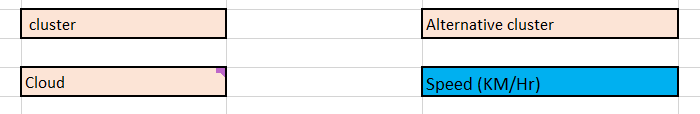 cluster
Alternative cluster
Cloud
Speed (KM/Hr)